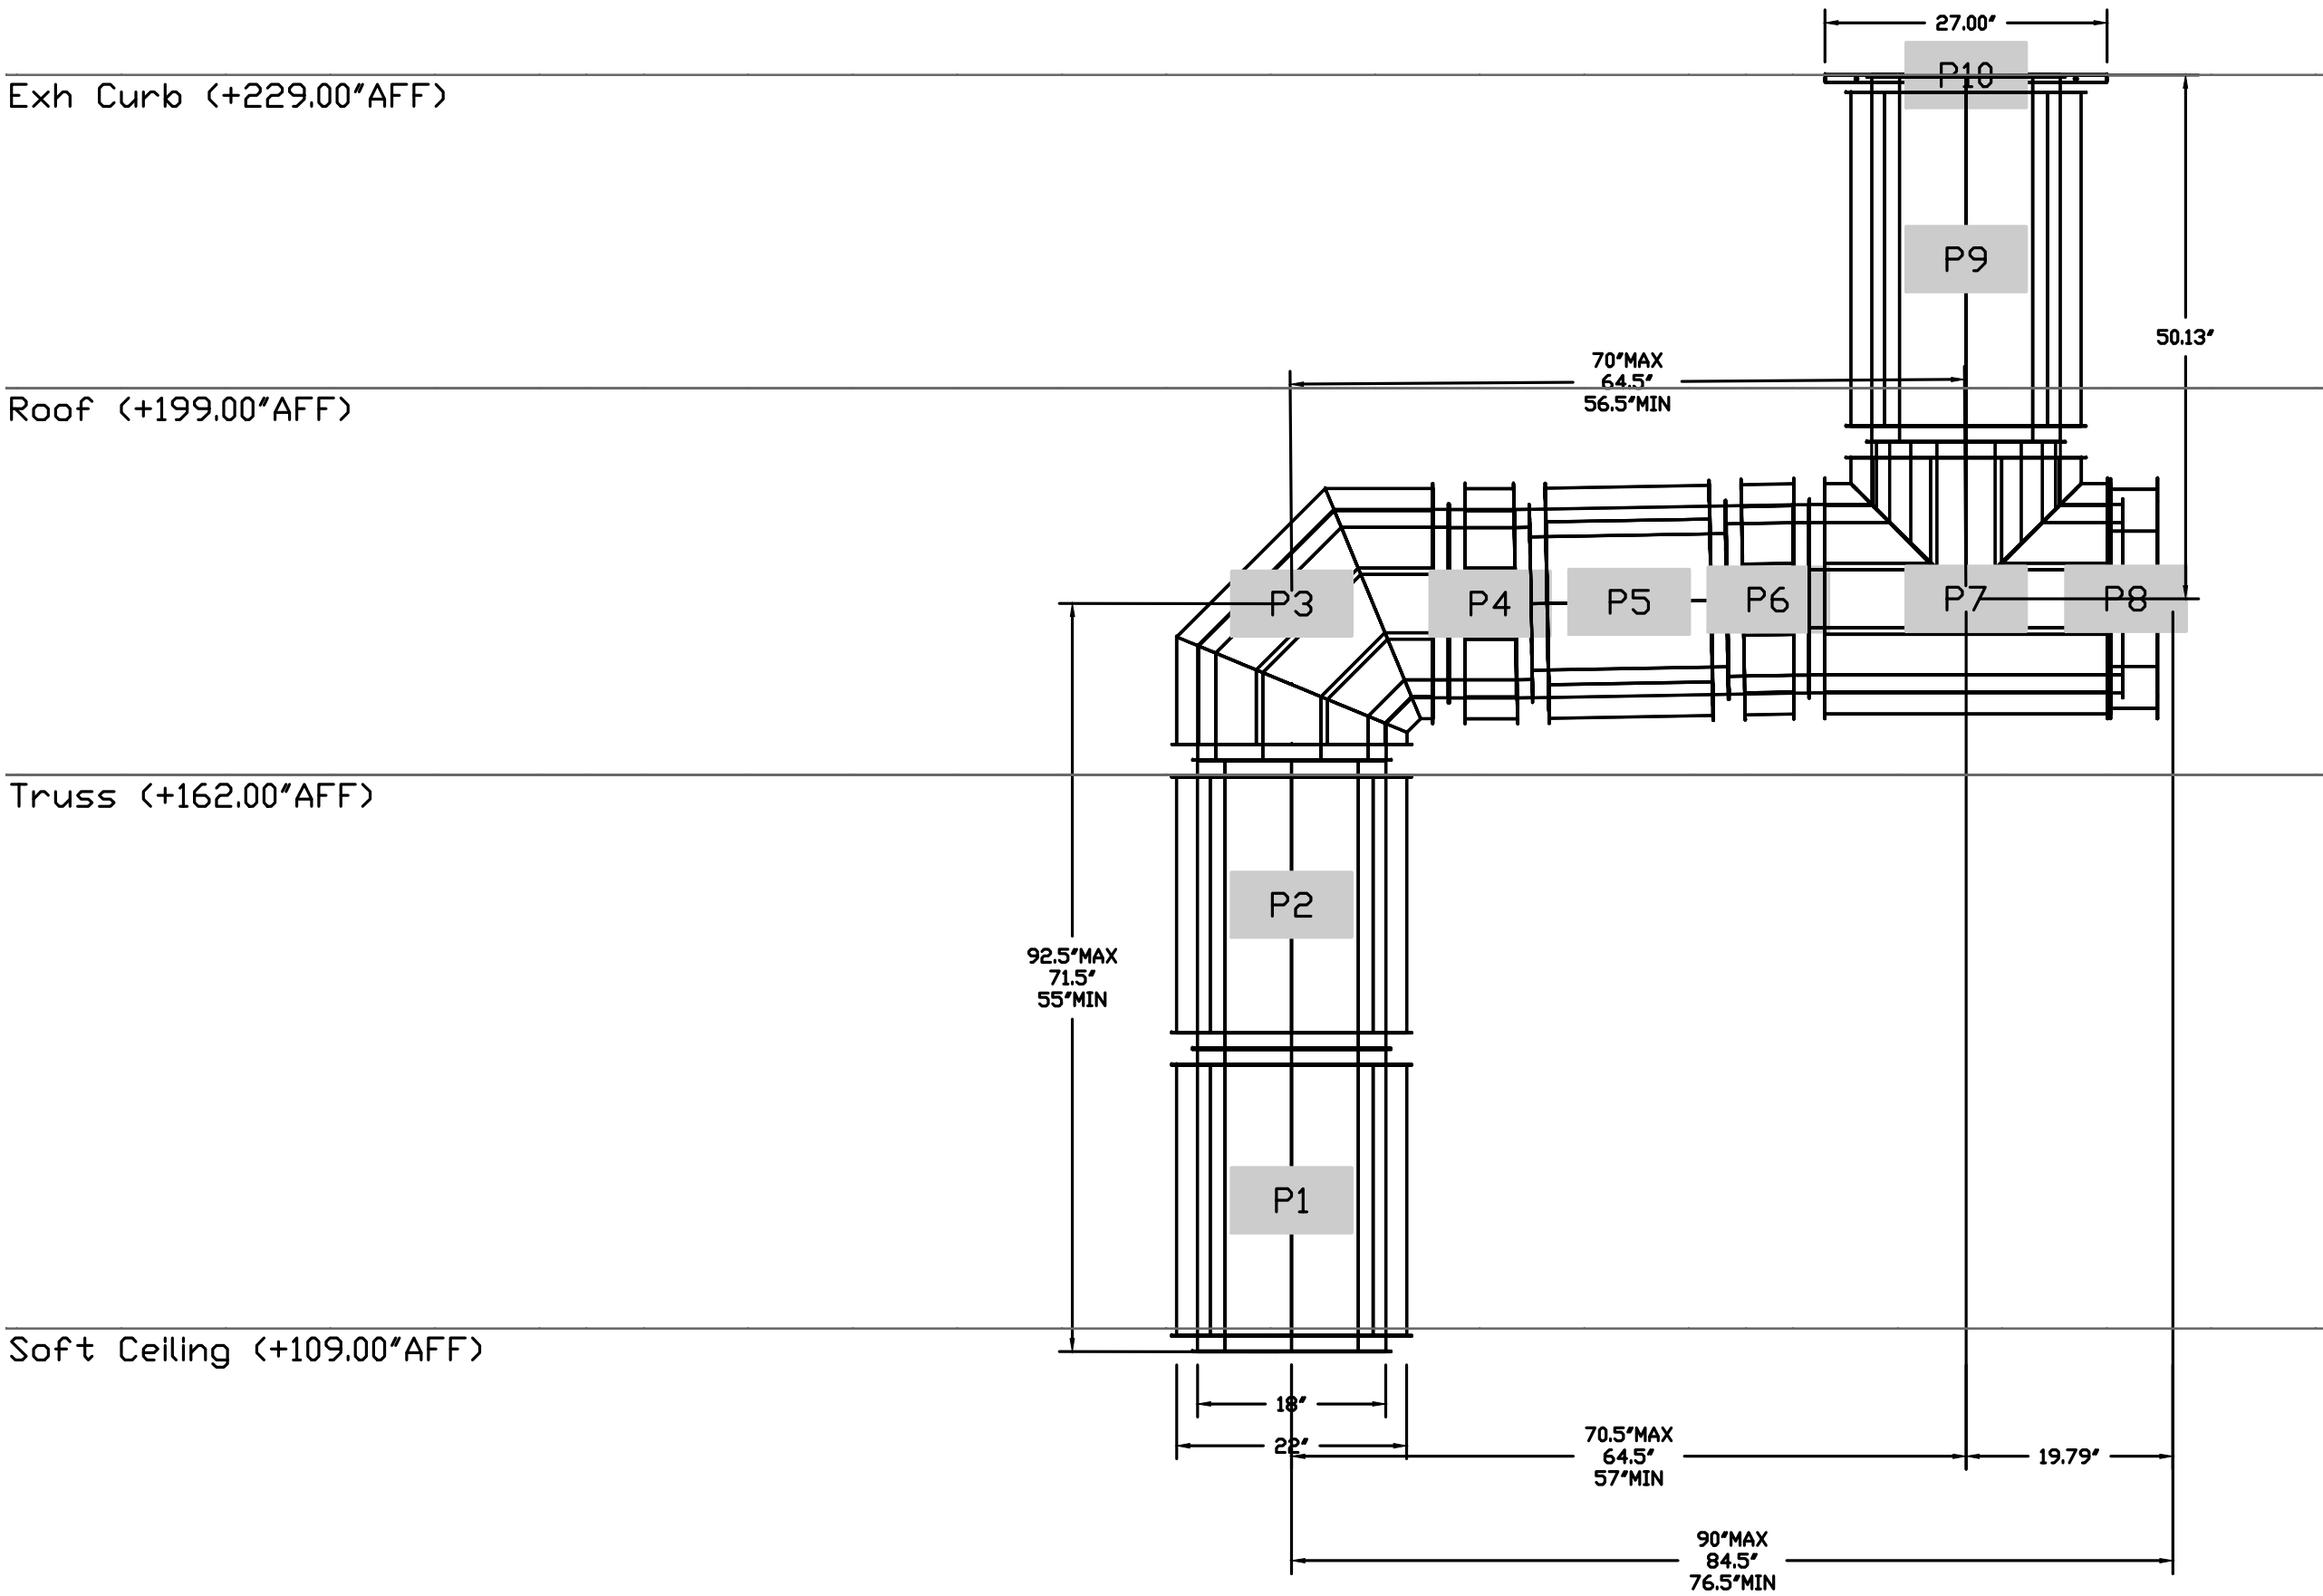 27.00"
P10
Exh Curb (+229.00"AFF)
P9
50.13"
70"MAX
64.5"
56.5"MIN
Roof (+199.00"AFF)
P3
P4
P5
P6
P7
P8
Truss (+162.00"AFF)
P2
92.5"MAX
71.5"
55"MIN
P1
Soft Ceiling (+109.00"AFF)
18"
22"
70.5"MAX
64.5"
57"MIN
19.79"
90"MAX
84.5"
76.5"MIN